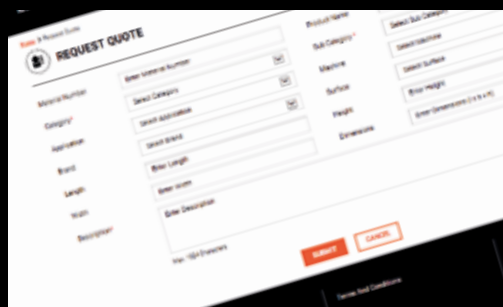 Home > Request Quote
REQUEST QUOTE
Material Number
Enter Material Number
Category*
Select Category
Application
Select Application
Brand
Select Brand
Length
Enter Length
Width
Enter Width
Description*
Enter Description
Max. 1024 Characters
Product Name
Sub Category*
Select Sub Category
Machine
Select Machine
Surface
Select Surface
Height
Enter Height
Dimensions
Enter Dimensions
SUBMIT
CANCEL
Terms And Conditions